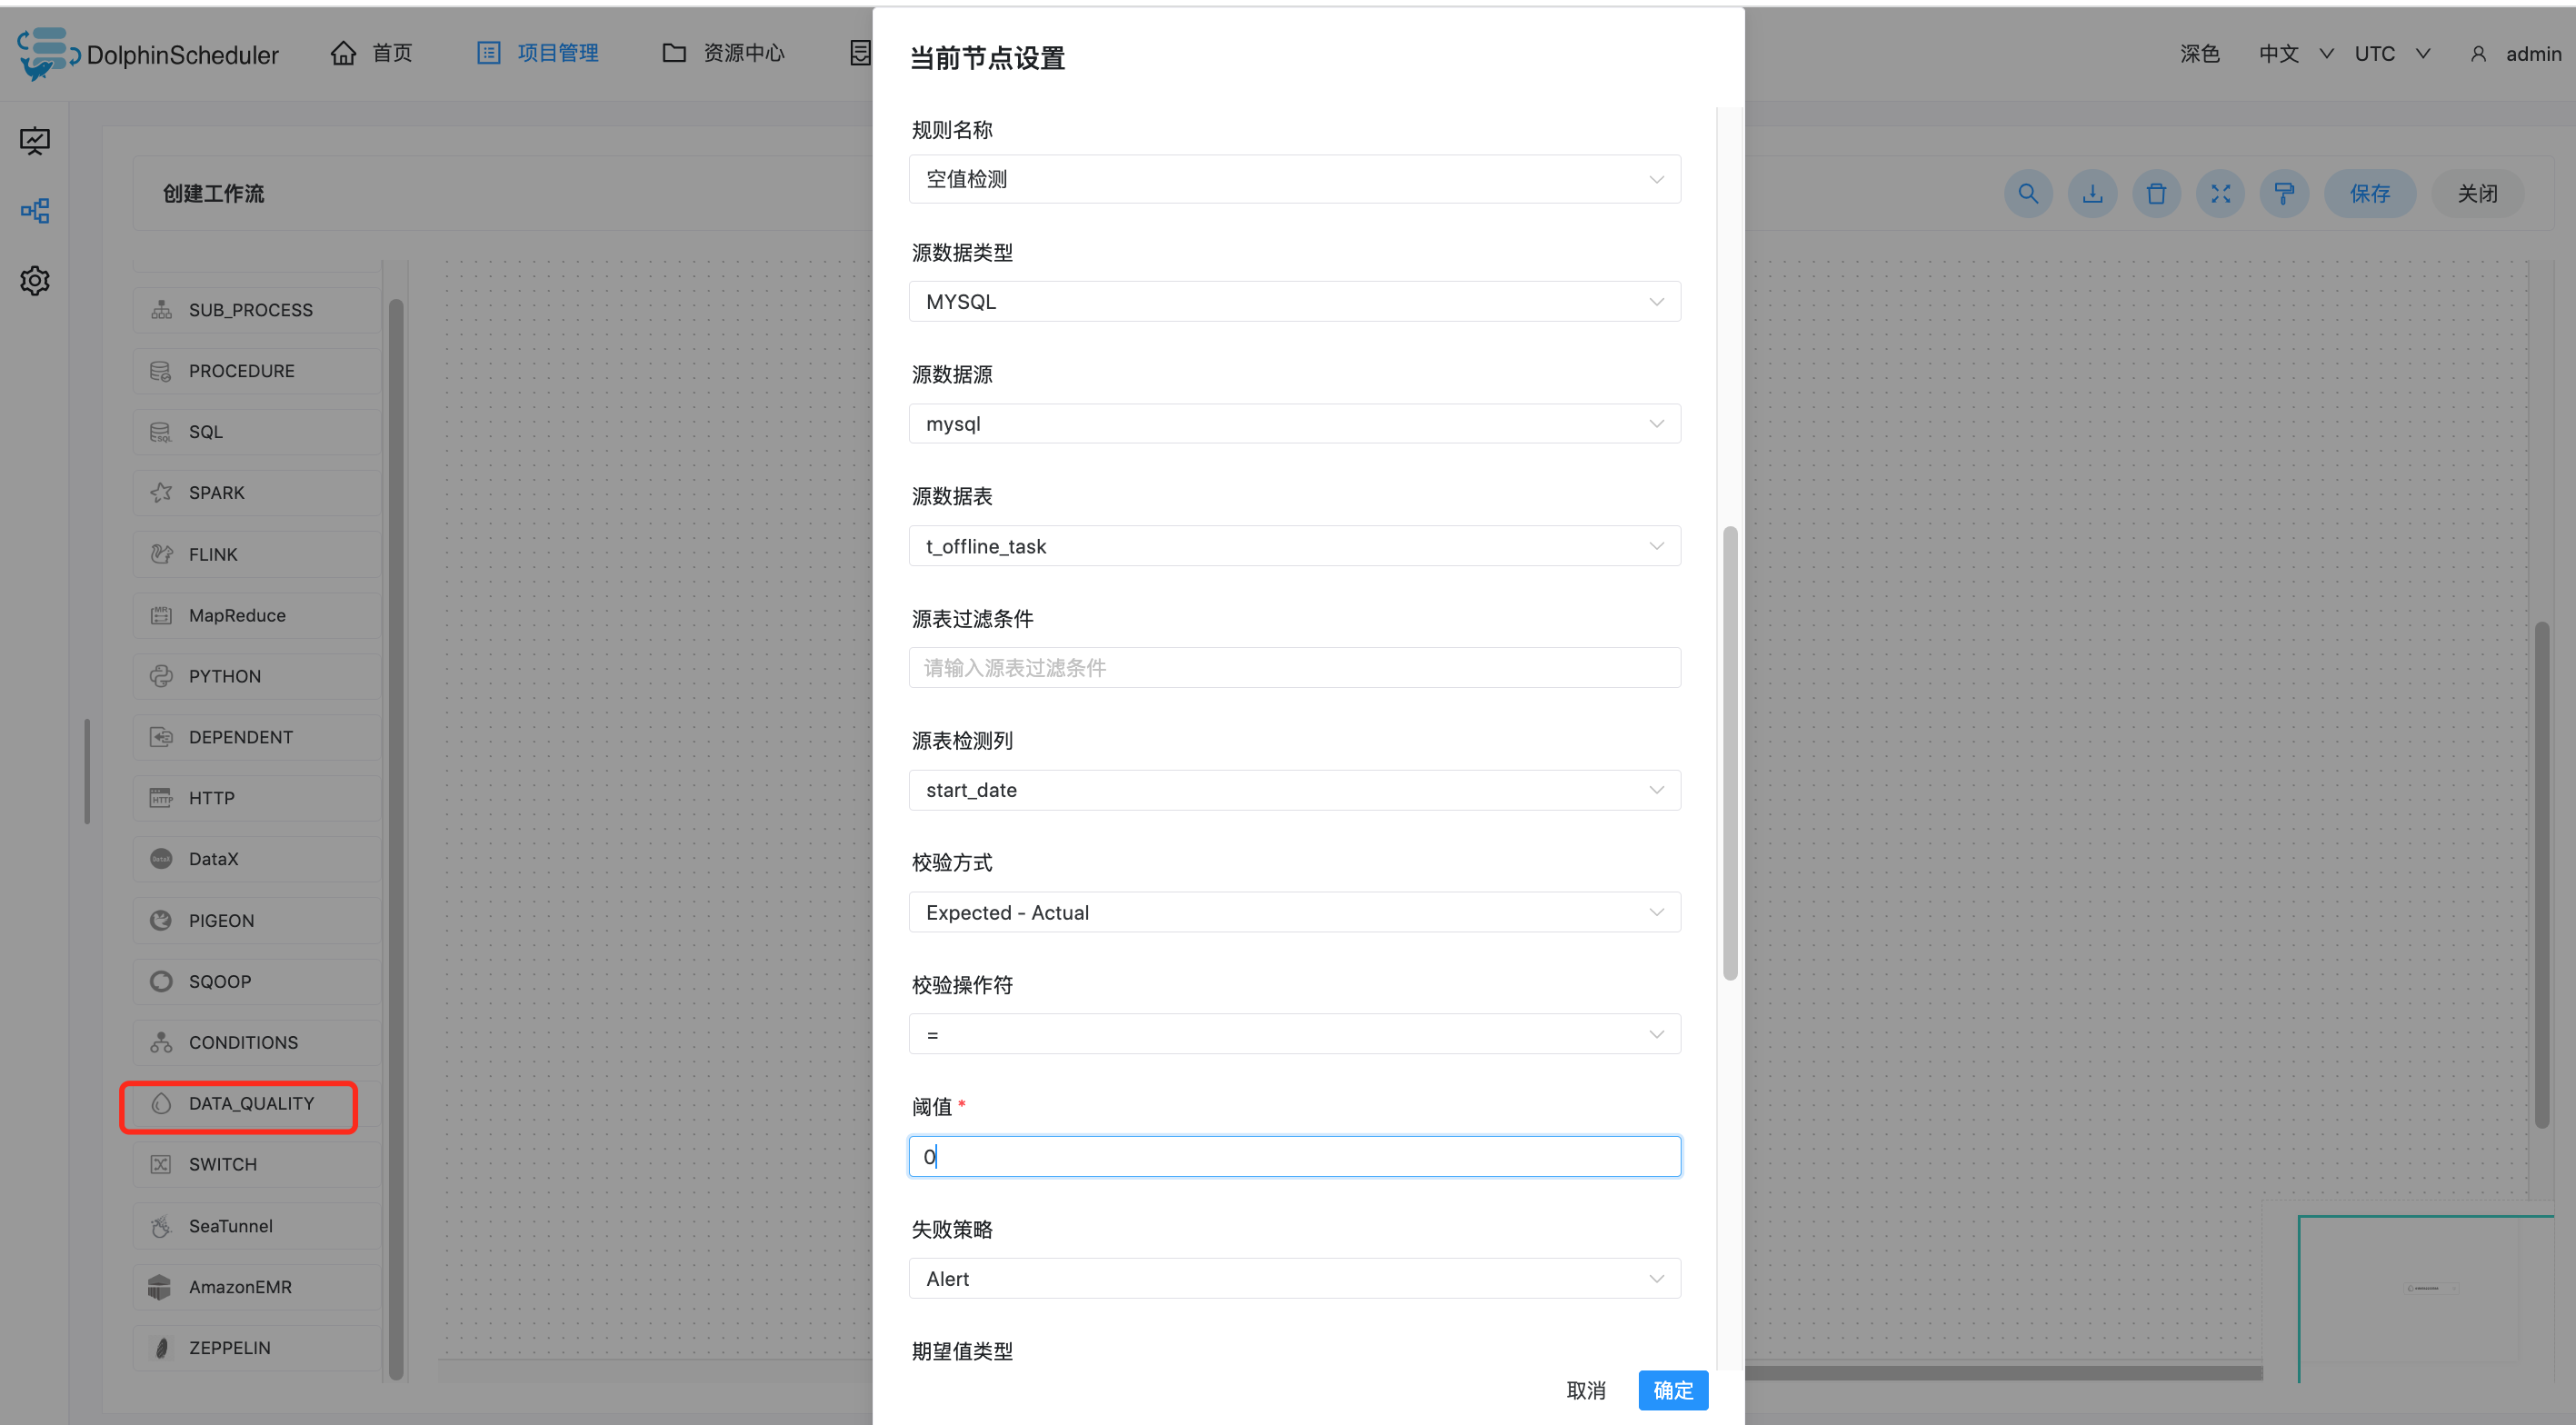 DolphinScheduler
首页
项目管理
资源中心
深色
中文
UTC
admin
创建工作流
保存
关闭
SUB_PROCESS
PROCEDURE
SQL
SPARK
FLINK
MapReduce
PYTHON
DEPENDENT
HTTP
DataX
PIGEON
SQOOP
CONDITIONS
DATA_QUALITY
SWITCH
SeaTunnel
AmazonEMR
ZEPPELIN
当前节点设置
规则名称
空值检测
源数据类型
MYSQL
源数据源
mysql
源数据表
t_offline_task
源表过滤条件
请输入源表过滤条件
源表检测列
start_date
校验方式
Expected - Actual
校验操作符
=
阈值 *
0
失败策略
Alert
期望值类型
取消
确定